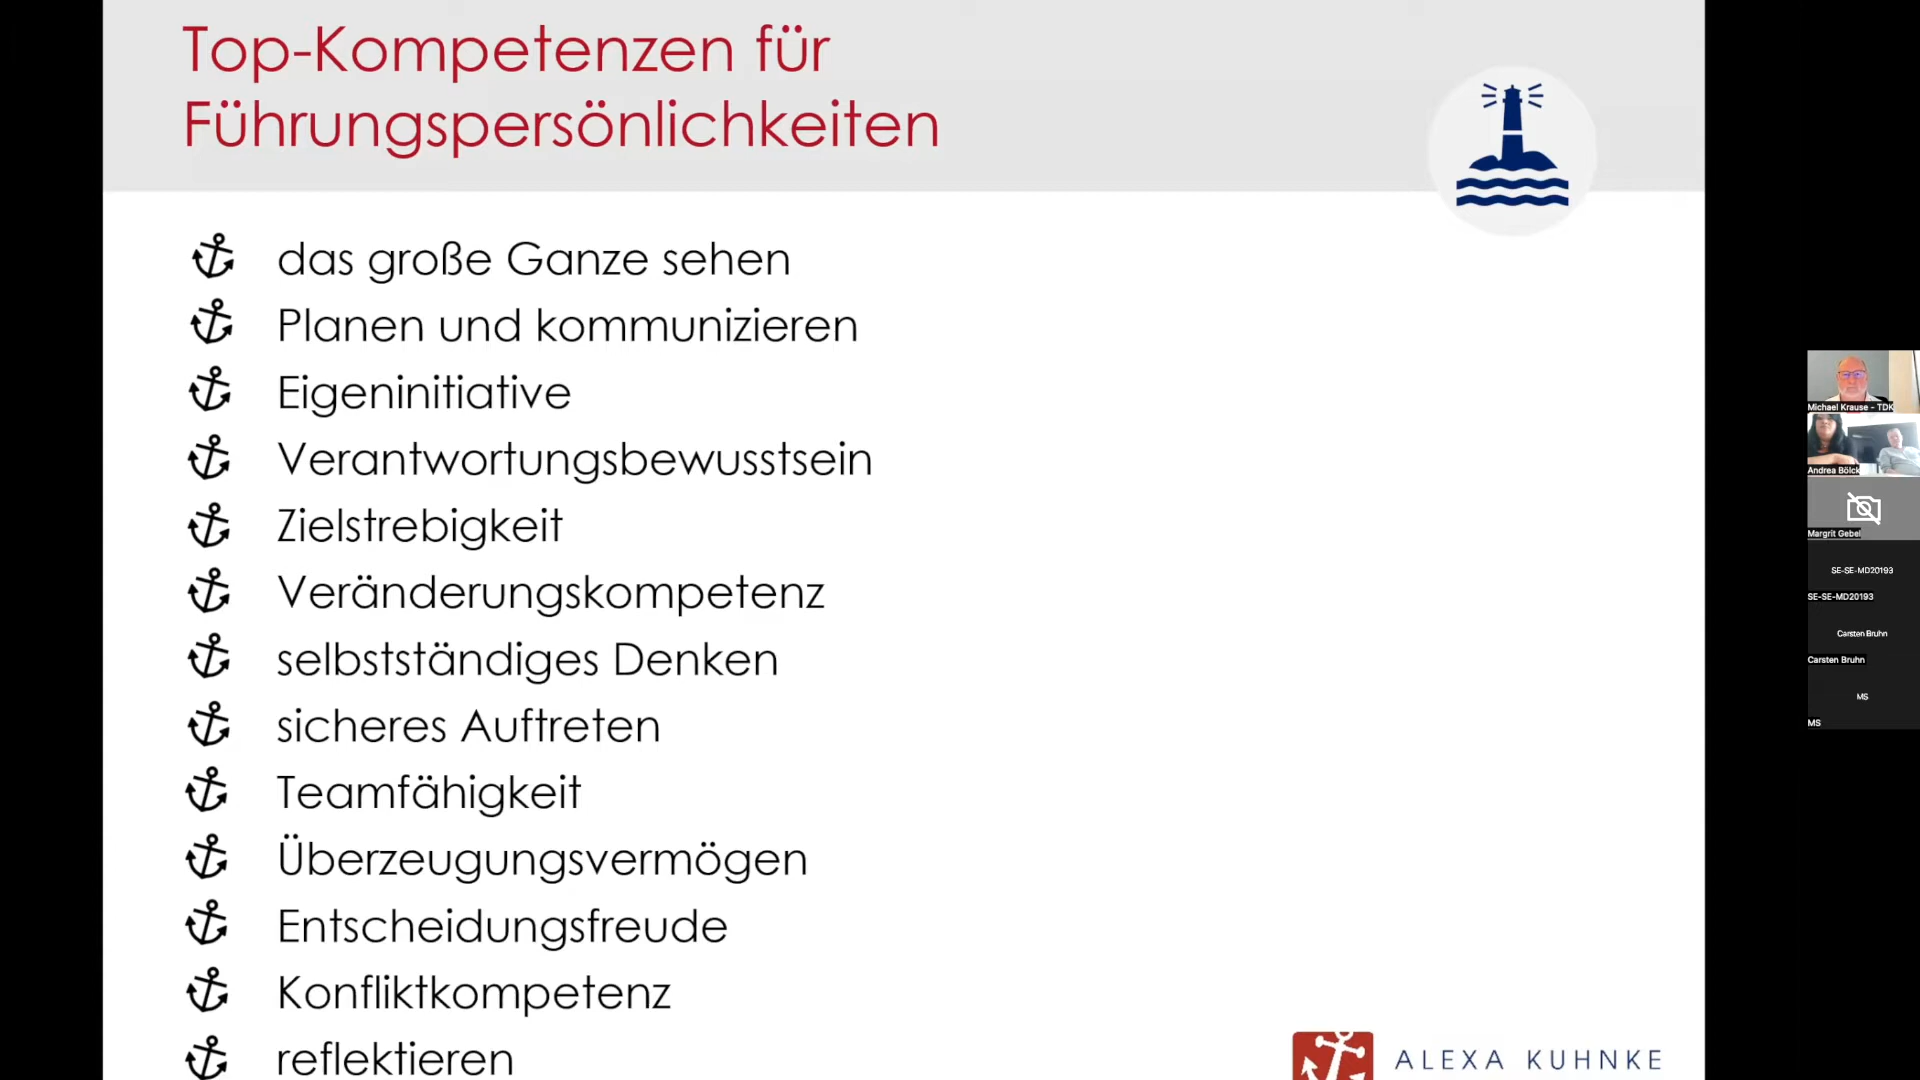 Top-Kompetenzen für
Führungspersönlichkeiten
das große Ganze sehen
Planen und kommunizieren
Eigeninitiative
Verantwortungsbewusstsein
Zielstrebigkeit
Veränderungskompetenz
selbstständiges Denken
sicheres Auftreten
Teamfähigkeit
Überzeugungsvermögen
Entscheidungsfreude
Konfliktkompetenz
reflektieren
ALEXA KUHNKE
Michael Krause - TDK
Andrea Bölck
Margrit Gebel
SE-SE-MD20193
SE-SE-MD20193
Carsten Bruhn
Carsten Bruhn
MS
MS